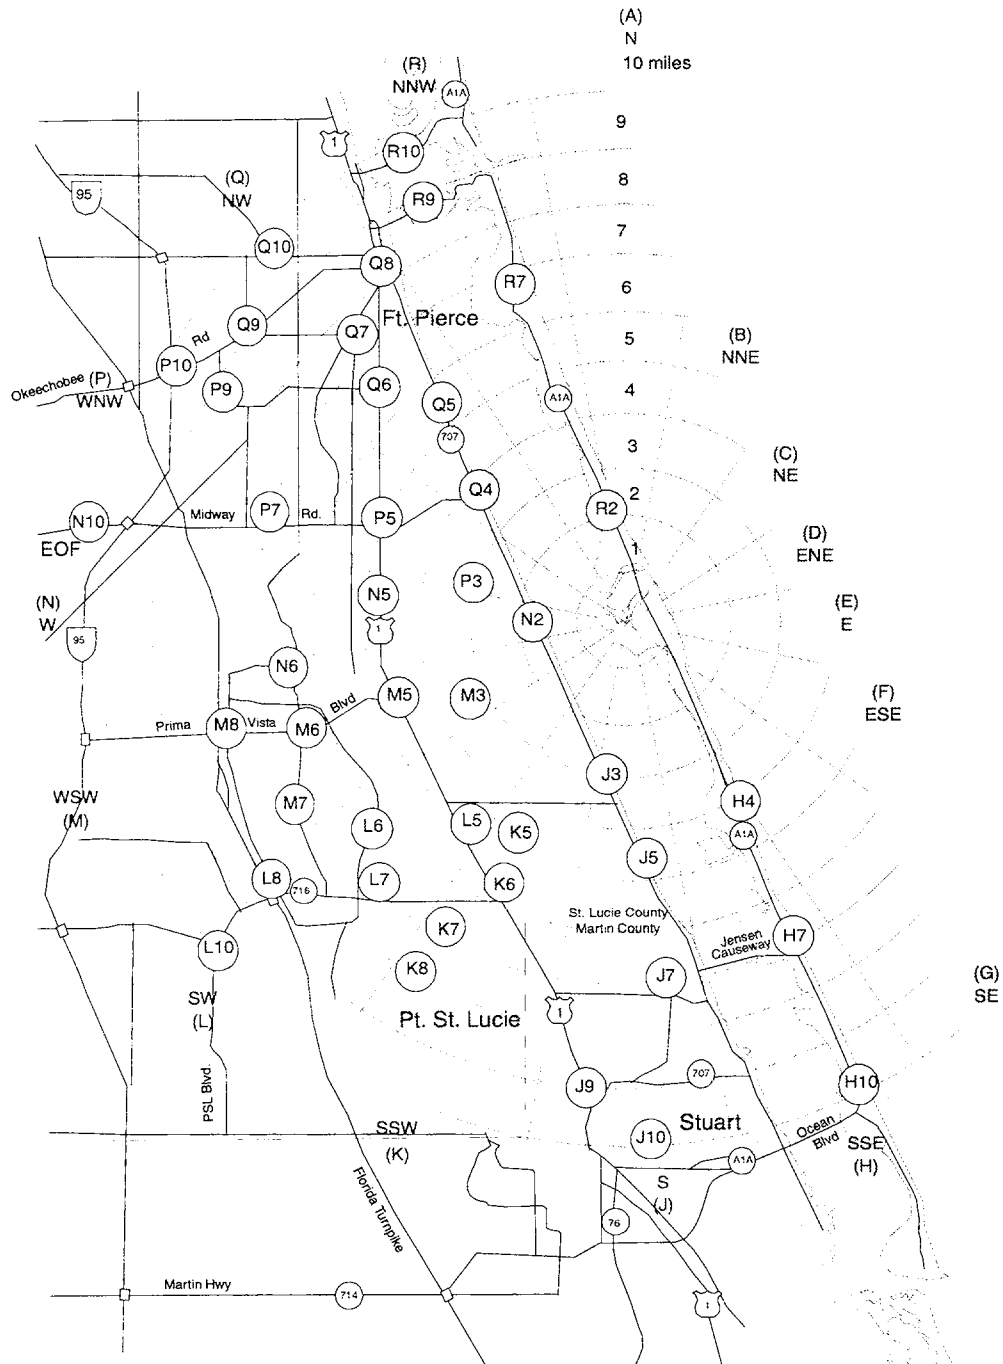 (A)
N
10 miles
(R)
NNW
A1A
9
1
R10
8
95
(Q)
NW
R9
7
Q10
Q8
R7
6
Ft. Pierce
Q9
Q7
5
(B)
NNE
Rd
P10
Okeechobee
(P)
WNW
P9
Q6
Q5
A1A
4
707
3
(C)
NE
Q4
2
N10
Midway
P7
Rd.
P5
R2
EOF
1
(D)
ENE
P3
N5
(N)
W
N2
(E)
E
95
1
N6
M5
M3
(F)
ESE
Prima
M8
Vista
M6
Blvd
J3
WSW
(M)
M7
H4
L6
L5
K5
A1A
J5
L8
716
L7
K6
St. Lucie County
Martin County
K7
Jensen
Causeway
H7
L10
K8
J7
(G)
SE
SW
(L)
Pt. St. Lucie
1
PSL Blvd.
J9
707
H10
Stuart
SSW
(K)
J10
Ocean
Blvd
SSE
(H)
A1A
S
(J)
Florida Turnpike
76
Martin Hwy
714
1